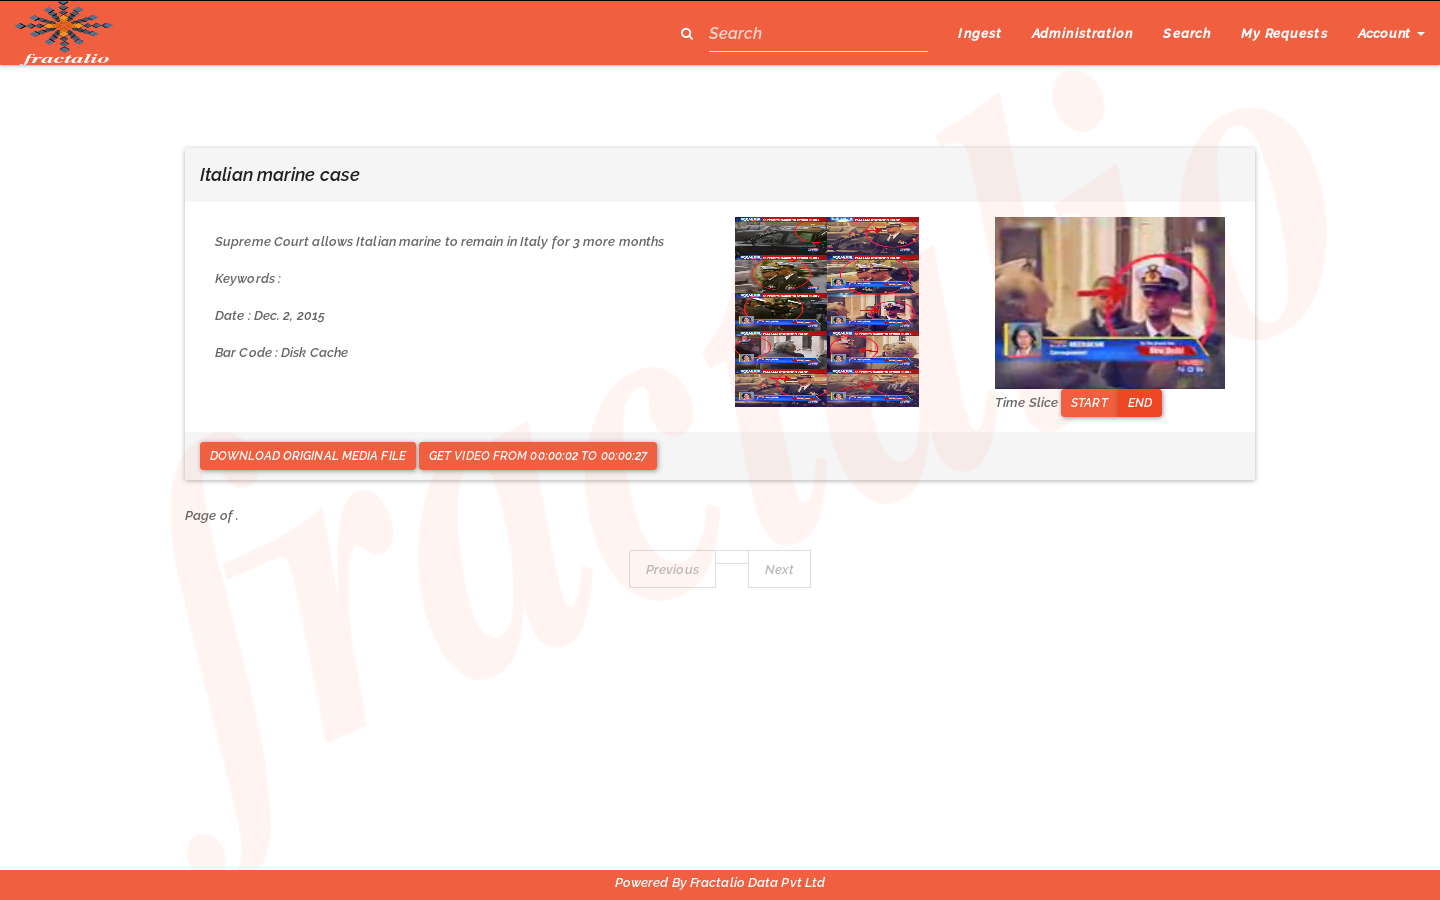 fractalio
Search
Ingest
Administration
Search
My Requests
Account
Italian marine case
Supreme Court allows Italian marine to remain in Italy for 3 more months
Keywords :
Date : Dec. 2, 2015
Bar Code : Disk Cache
MEENAKSHI
New Delhi
NOW
Time Slice START END
DOWNLOAD ORIGINAL MEDIA FILE GET VIDEO FROM 00:00:02 TO 00:00:27
Page of .
Previous
Next
fractalio
Powered By Fractalio Data Pvt Ltd